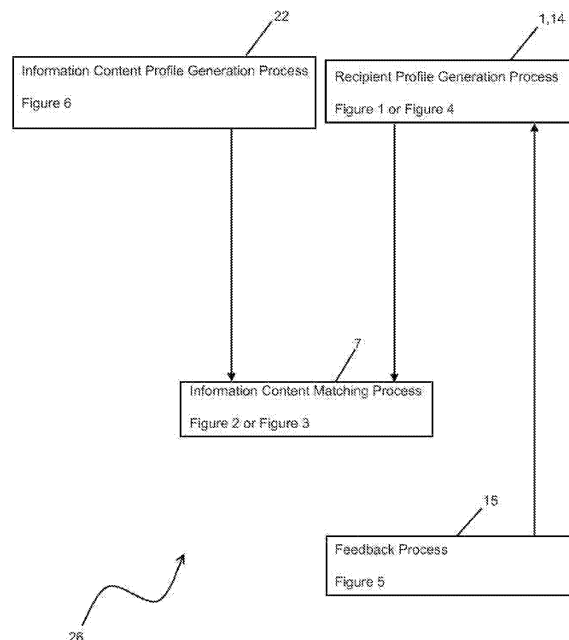 22
1,14
Information Content Profile Generation Process
Figure 6
Recipient Profile Generation Process
Figure 1 or Figure 4
7
Information Content Matching Process
Figure 2 or Figure 3
15
Feedback Process
Figure 5
26